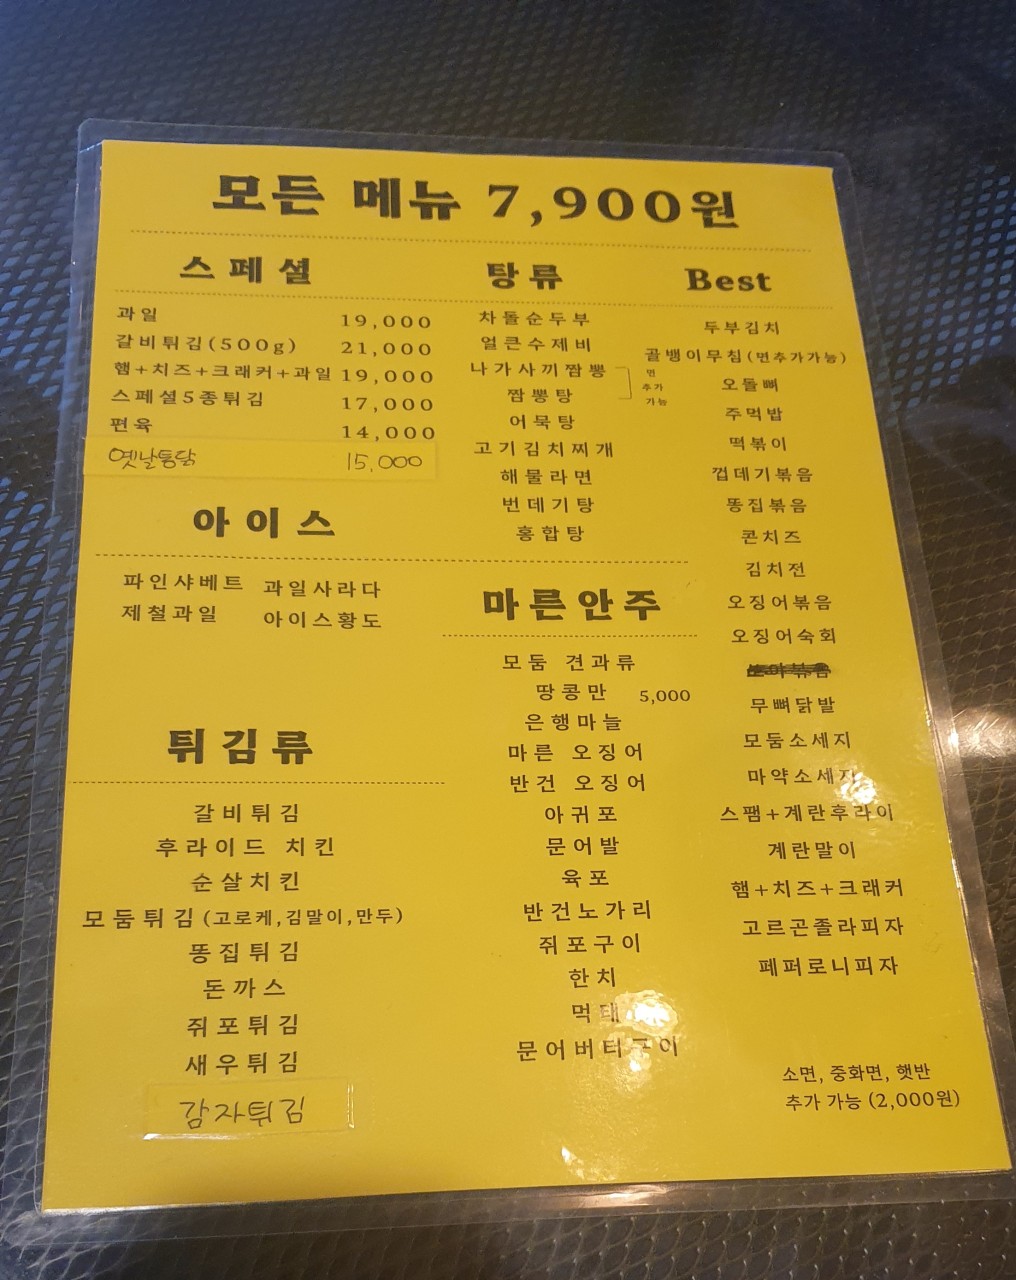 모든 메뉴 7,900원
스페셜
과일 19,000
갈비튀김(500g) 21,000
햄+치즈+크래커+과일 19,000
스페셜5종튀김 17,000
편육 14,000
옛날통닭 15,000
아이스
파인샤베트 과일사라다
제철과일 아이스황도
튀김류
갈비튀김
후라이드 치킨
순살치킨
모둠튀김(고로케,김말이,만두)
똥집튀김
돈까스
쥐포튀김
새우튀김
감자튀김
탕류
차돌순두부
얼큰수제비
나가사끼짬뽕
짬뽕탕
면
추가
가능
어묵탕
고기김치찌개
해물라면
번데기탕
홍합탕
마른안주
모둠 견과류
땅콩만 5,000
은행마늘
마른 오징어
반건 오징어
아귀포
문어발
육포
반건노가리
쥐포구이
한치
먹태
문어버터구이
Best
두부김치
골뱅이무침(면추가가능)
오돌뼈
주먹밥
떡볶이
껍데기볶음
똥집볶음
콘치즈
김치전
오징어볶음
오징어숙회
무뼈닭발
모둠소세지
마약소세지
스팸+계란후라이
계란말이
햄+치즈+크래커
고르곤졸라피자
페퍼로니피자
소면, 중화면, 햇반
추가 가능 (2,000원)